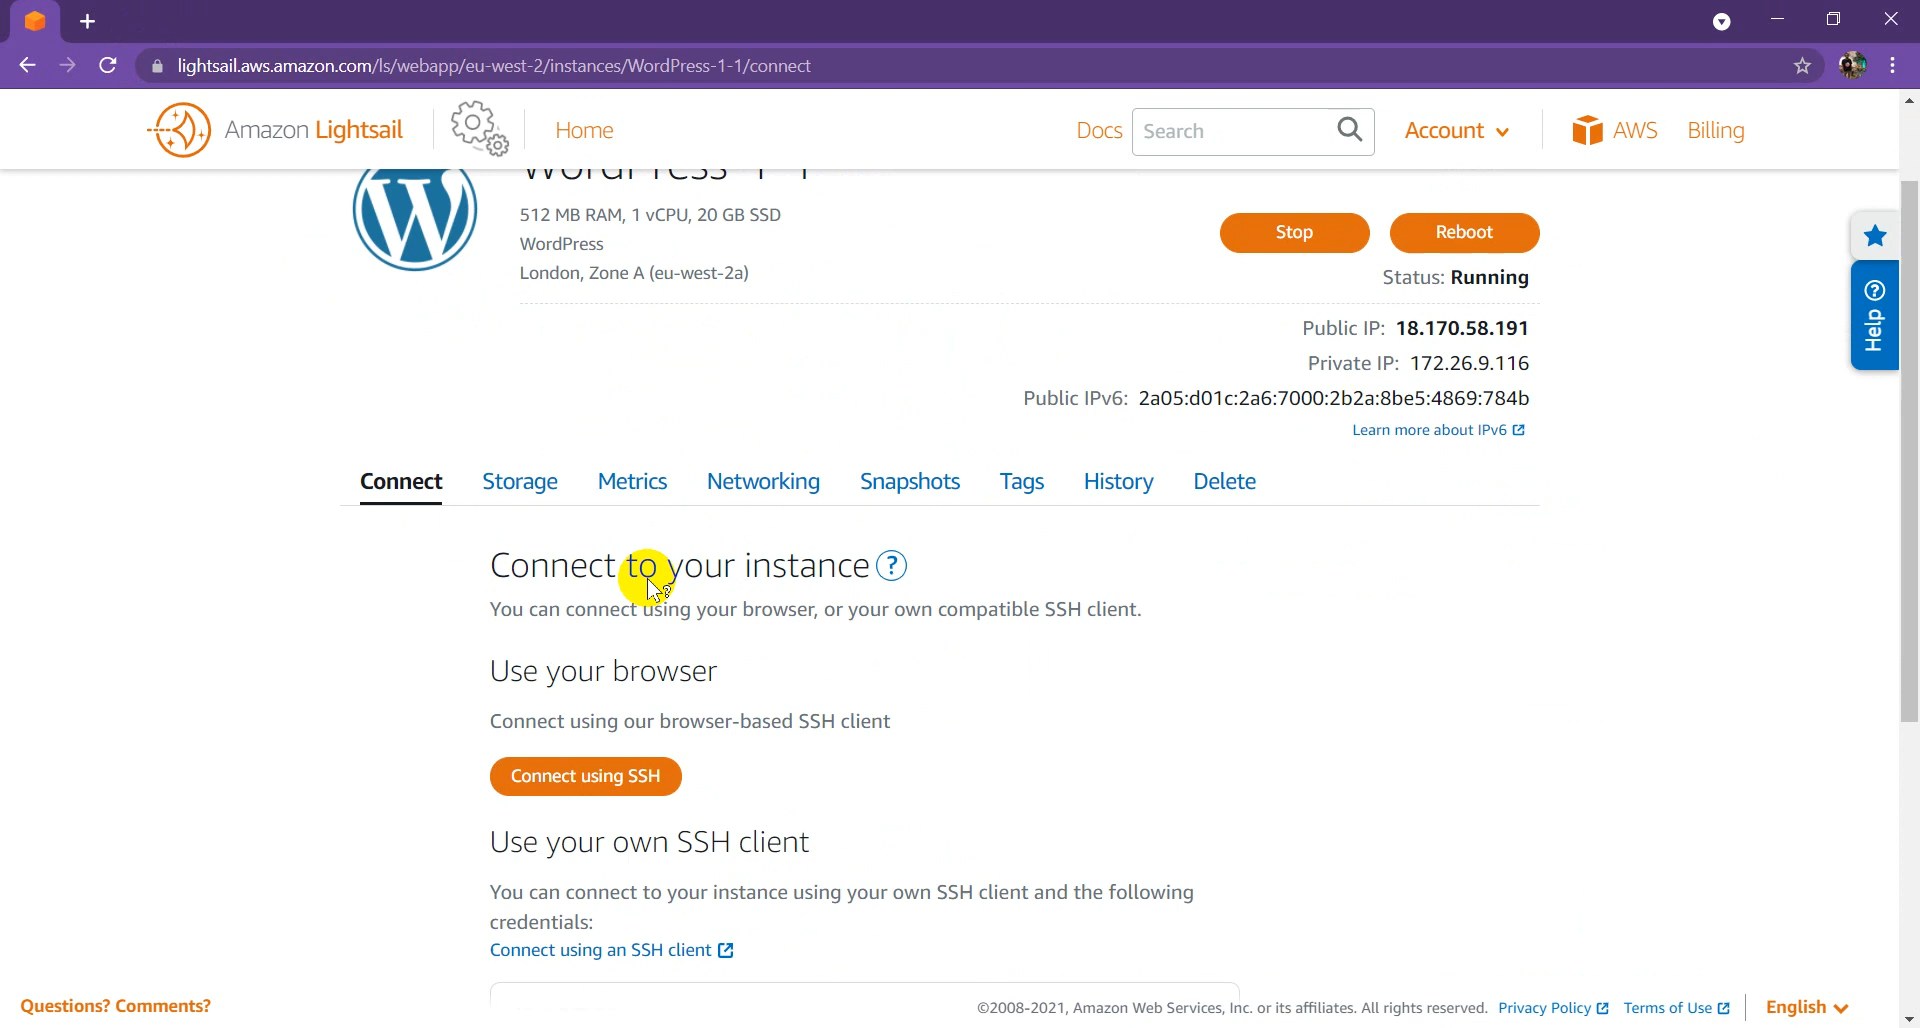 lightsail.aws.amazon.com/ls/webapp/eu-west-2/instances/WordPress-1-1/connect
Amazon Lightsail
Home
Docs
Search
Account
AWS
Billing
WordPress-1-1
512 MB RAM, 1 vCPU, 20 GB SSD
WordPress
London, Zone A (eu-west-2a)
Stop
Reboot
Status: Running
Help
Public IP: 18.170.58.191
Private IP: 172.26.9.116
Public IPv6: 2a05:d01c:2a6:7000:2b2a:8be5:4869:784b
Learn more about IPv6
Connect
Storage
Metrics
Networking
Snapshots
Tags
History
Delete
Connect to your instance ?
You can connect using your browser, or your own compatible SSH client.
Use your browser
Connect using our browser-based SSH client
Connect using SSH
Use your own SSH client
You can connect to your instance using your own SSH client and the following
credentials:
Connect using an SSH client
Questions? Comments?
©2008-2021, Amazon Web Services, Inc. or its affiliates. All rights reserved.
Privacy Policy
Terms of Use
English